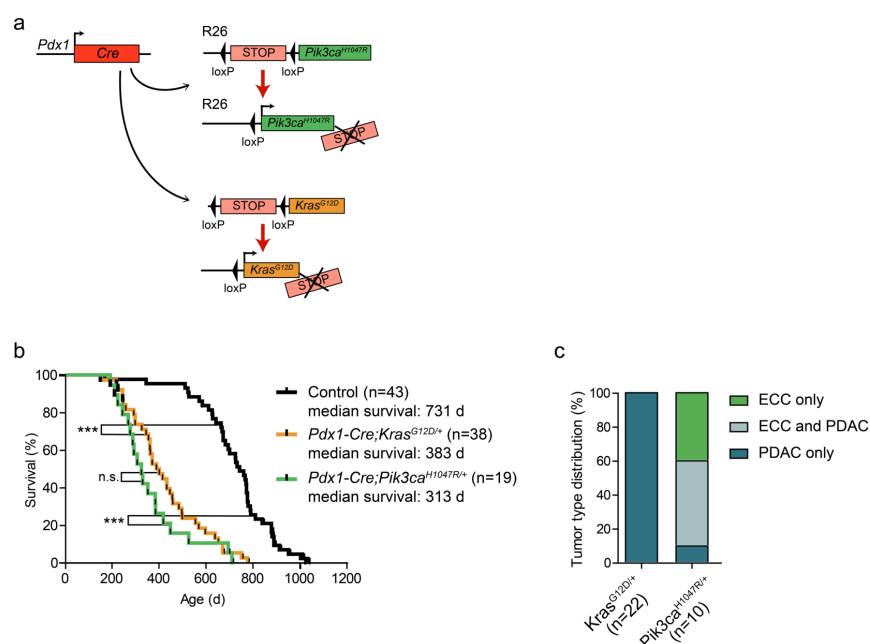 a
Pdx1
Cre
R26
STOP
Pik3caH1047R
loxP
loxP
R26
Pik3caH1047R
loxP
STOP
STOP
KrasG12D
loxP
loxP
KrasG12D
loxP
STOP
b
Survival (%)
100
80
60
40
20
0
0
200
400
600
800
1000
1200
Age (d)
***
n.s.
***
Control (n=43)
median survival: 731 d
Pdx1-Cre;KrasG12D/+ (n=38)
median survival: 383 d
Pdx1-Cre;Pik3caH1047R/+ (n=19)
median survival: 313 d
c
Tumor type distribution (%)
100
80
60
40
20
0
KrasG12D/+
(n=22)
Pik3caH1047R/+
(n=10)
ECC only
ECC and PDAC
PDAC only